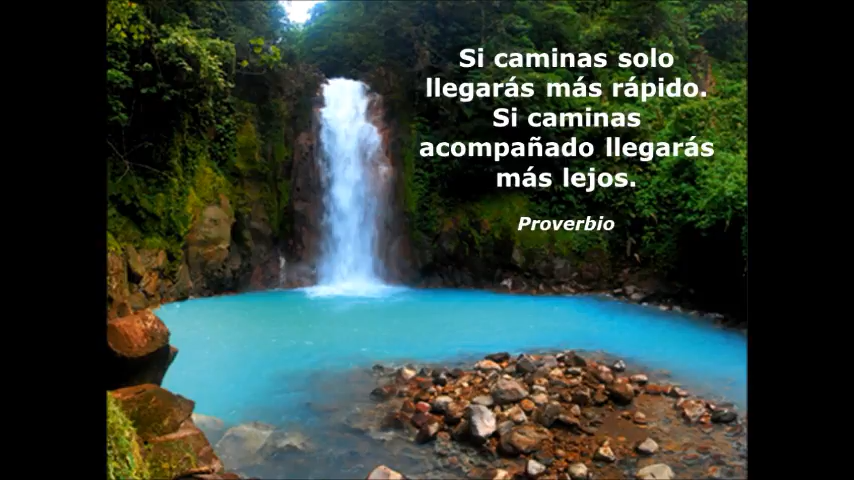 Si caminas solo
llegarás más rápido.
Si caminas
acompañado llegarás
más lejos.
Proverbio